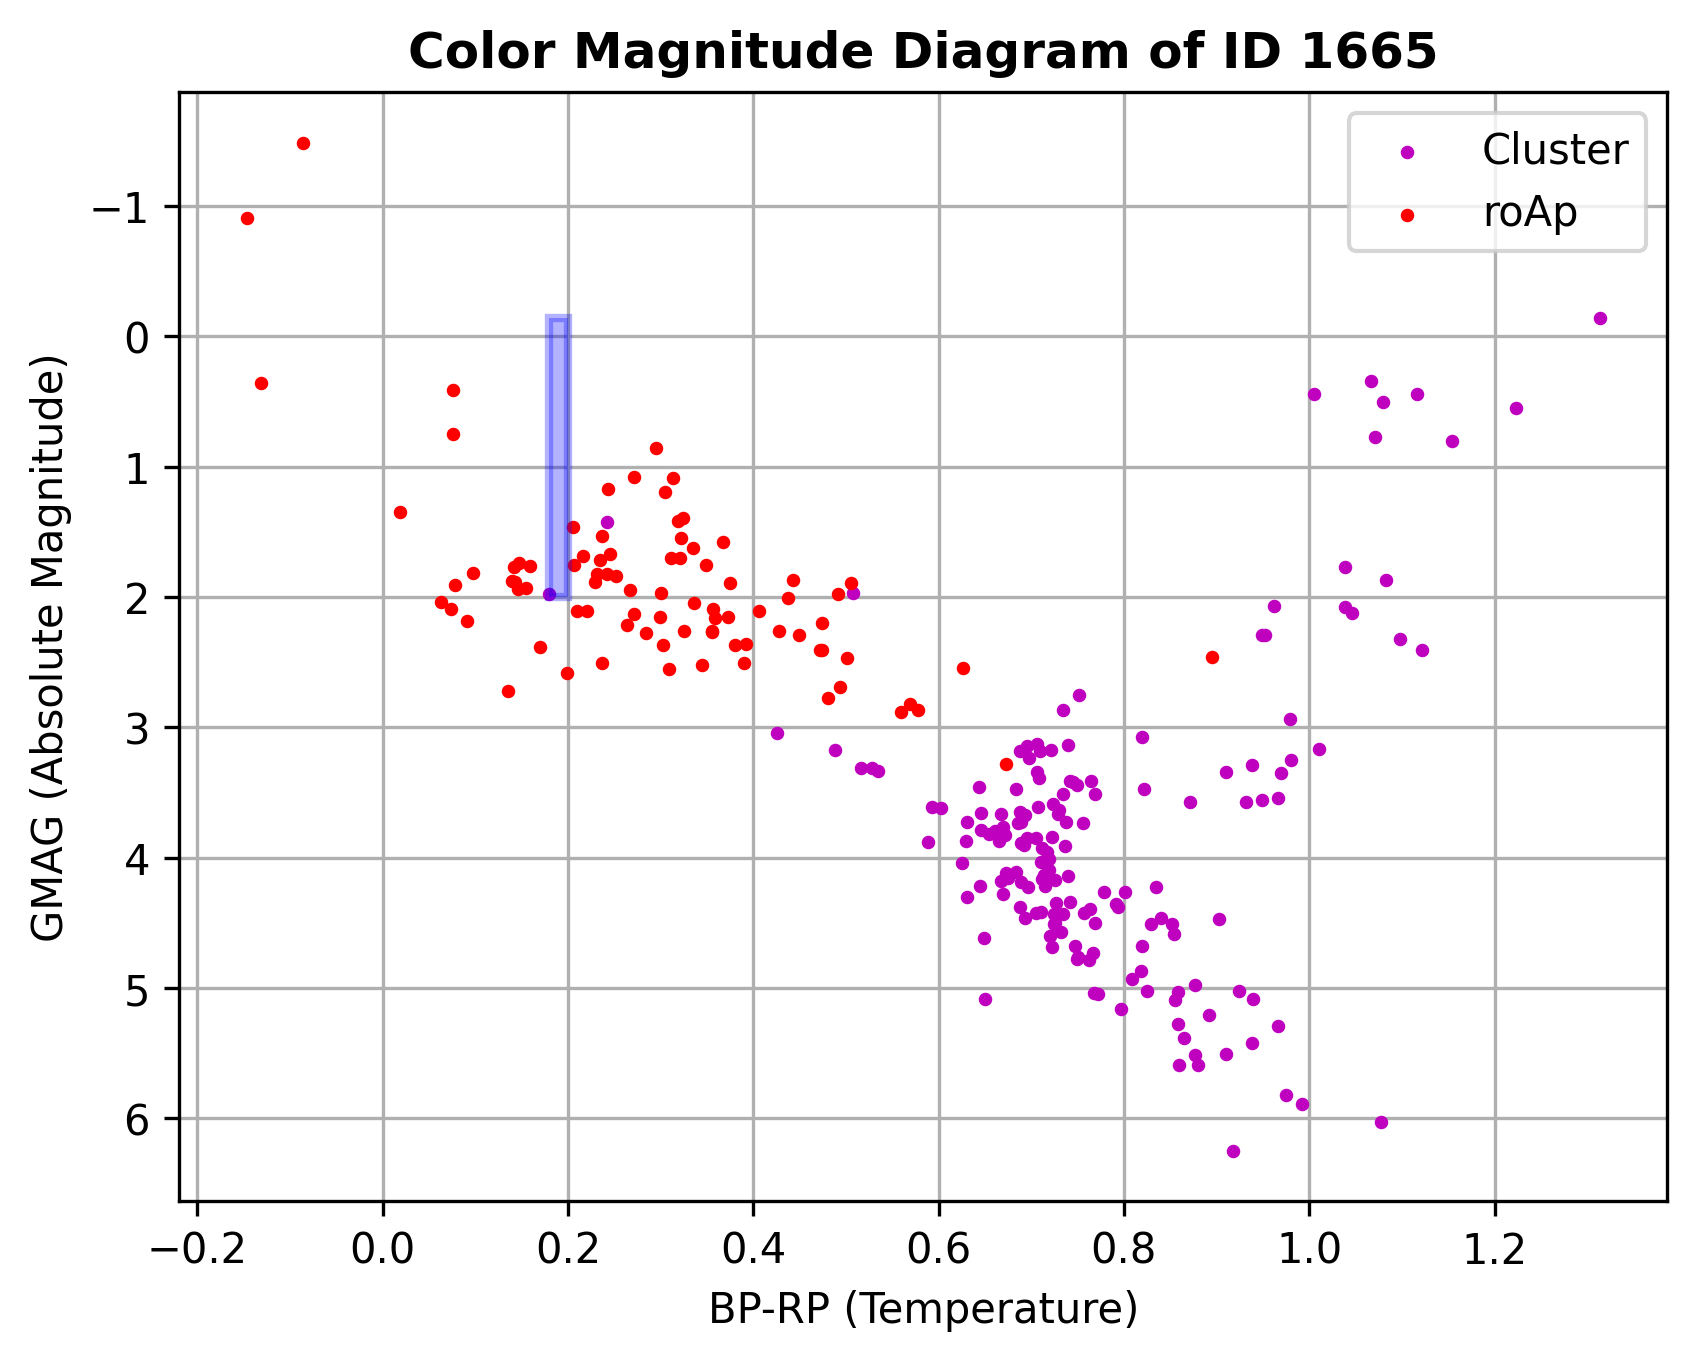 Color Magnitude Diagram of ID 1665
Cluster
roAp
GMAG (Absolute Magnitude)
−1
0
1
2
3
4
5
6
−0.2 0.0 0.2 0.4 0.6 0.8 1.0 1.2
BP-RP (Temperature)